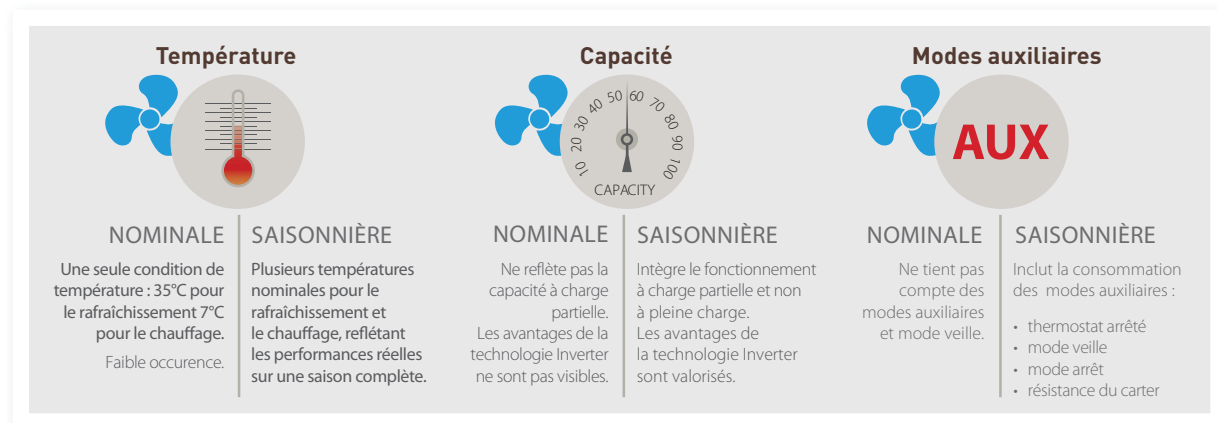 Température
10 20 30 40 50 60 70 80 90 100
CAPACITY
NOMINALE
Une seule condition de
température : 35°C pour
le rafraîchissement 7°C
pour le chauffage.
Faible occurence.
SAISONNIÈRE
Plusieurs températures
nominales pour le
rafraîchissement et
le chauffage, reflétant
les performances réelles
sur une saison complète.
Capacité
NOMINALE
Ne reflète pas la
capacité à charge
partielle.
Les avantages de la
technologie Inverter
ne sont pas visibles.
SAISONNIÈRE
Intègre le fonctionnement
à charge partielle et non
à pleine charge.
Les avantages de
la technologie Inverter
sont valorisés.
Modes auxiliaires
AUX
NOMINALE
Ne tient pas
compte des
modes auxiliaires
et mode veille.
SAISONNIÈRE
Inclut la consommation
des modes auxiliaires :
• thermostat arrêté
• mode veille
• mode arrêt
• résistance du carter